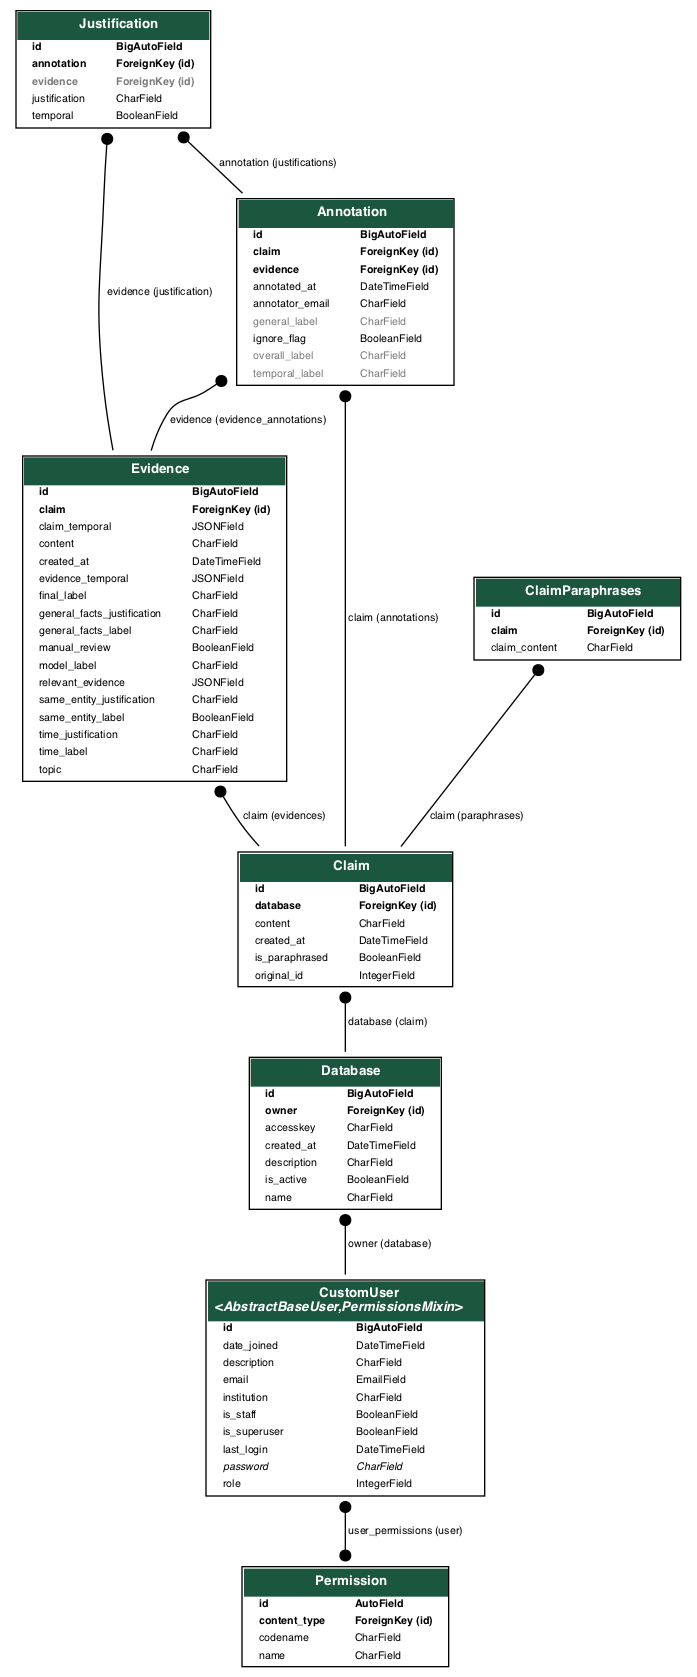 Justification
id BigAutoField
annotation ForeignKey (id)
evidence ForeignKey (id)
justification CharField
temporal BooleanField
annotation (justifications)
Annotation
id BigAutoField
claim ForeignKey (id)
evidence ForeignKey (id)
annotated_at DateTimeField
annotator_email CharField
general_label CharField
ignore_flag BooleanField
overall_label CharField
temporal_label CharField
evidence (justification)
evidence (evidence_annotations)
Evidence
id BigAutoField
claim ForeignKey (id)
claim_temporal JSONField
content CharField
created_at DateTimeField
evidence_temporal JSONField
final_label CharField
general_facts_justification CharField
general_facts_label CharField
manual_review BooleanField
model_label CharField
relevant_evidence JSONField
same_entity_justification CharField
same_entity_label BooleanField
time_justification CharField
time_label CharField
topic CharField
claim (annotations)
ClaimParaphrases
id BigAutoField
claim ForeignKey (id)
claim_content CharField
claim (evidences)
claim (paraphrases)
Claim
id BigAutoField
database ForeignKey (id)
content CharField
created_at DateTimeField
is_paraphrased BooleanField
original_id IntegerField
database (claim)
Database
id BigAutoField
owner ForeignKey (id)
accesskey CharField
created_at DateTimeField
description CharField
is_active BooleanField
name CharField
owner (database)
CustomUser
<AbstractBaseUser,PermissionsMixin>
id BigAutoField
date_joined DateTimeField
description CharField
email EmailField
institution CharField
is_staff BooleanField
is_superuser BooleanField
last_login DateTimeField
password CharField
role IntegerField
user_permissions (user)
Permission
id AutoField
content_type ForeignKey (id)
codename CharField
name CharField